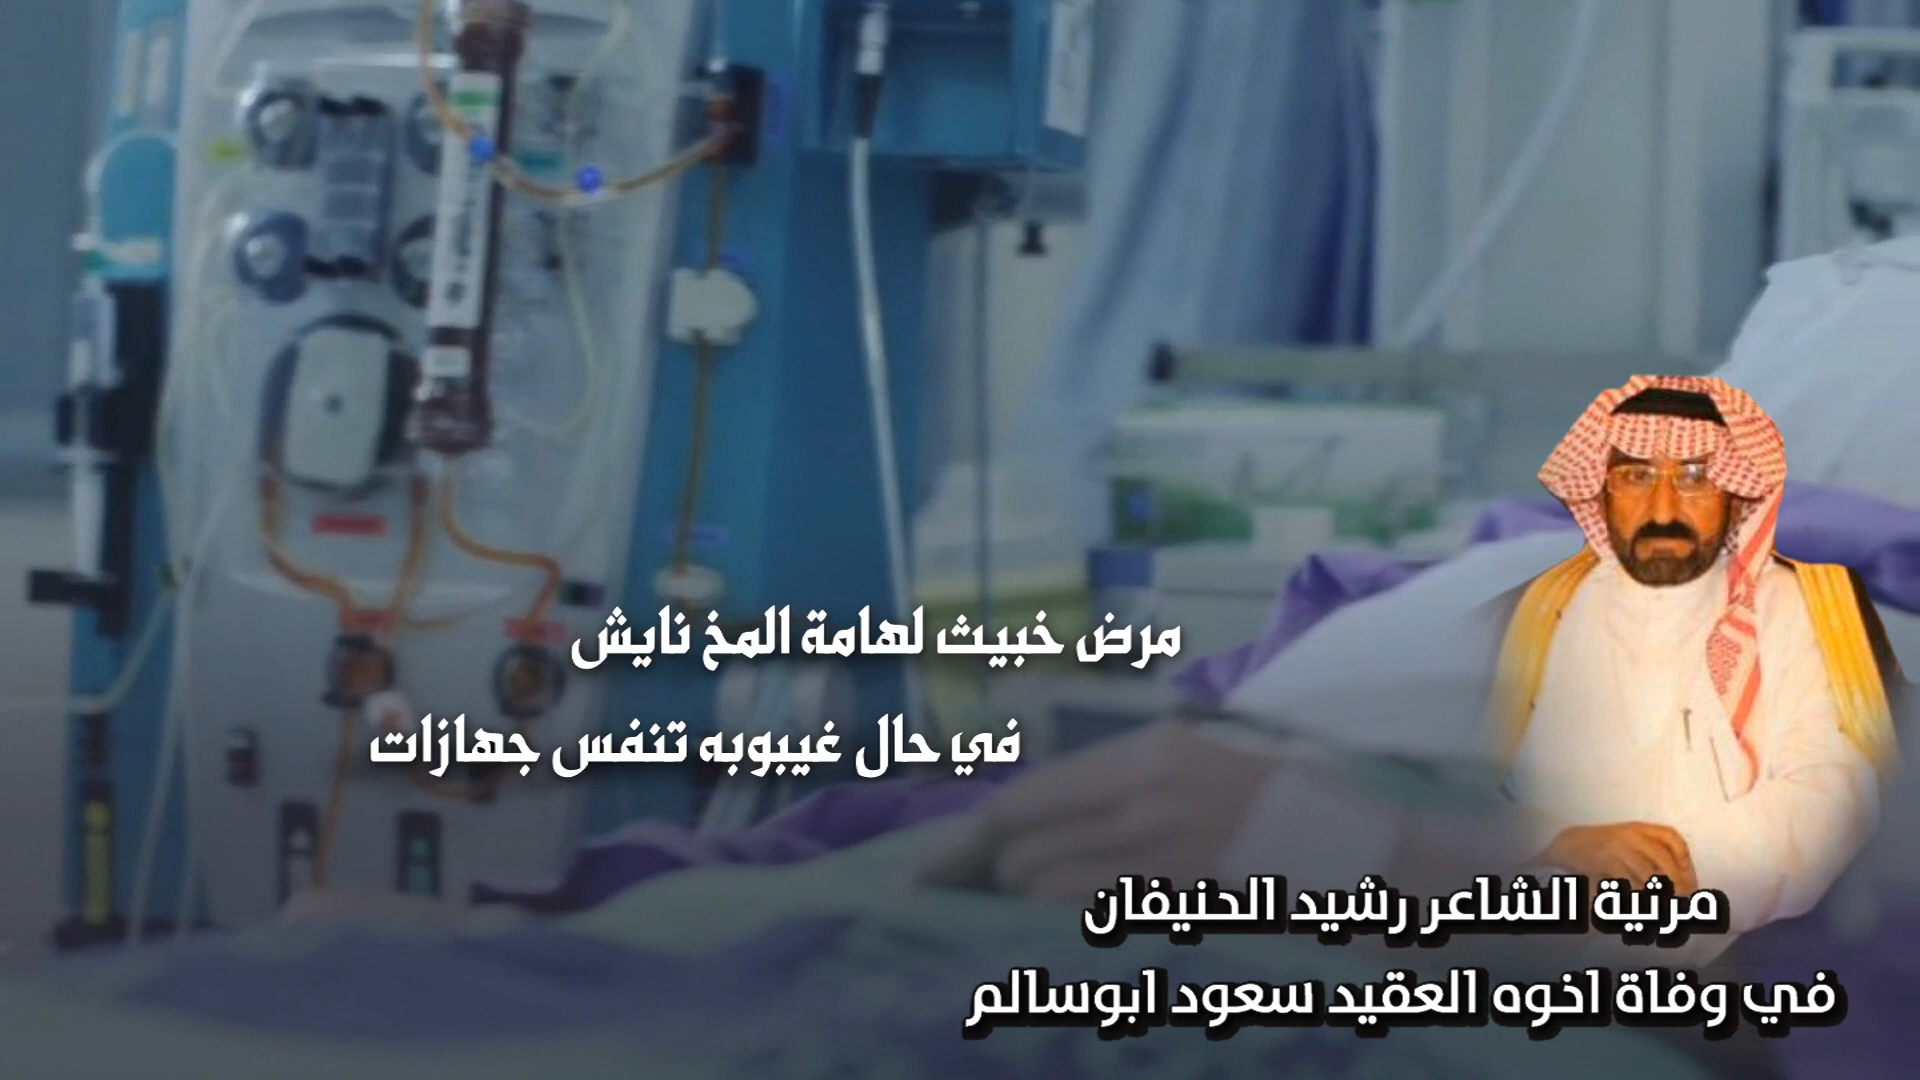 مرض خبيث لهامة المخ نايش
في حال غيبوبه تنفس جهازات
مرثية الشاعر رشيد الحنيفان
في وفاة اخوه العقيد سعود ابوسالم